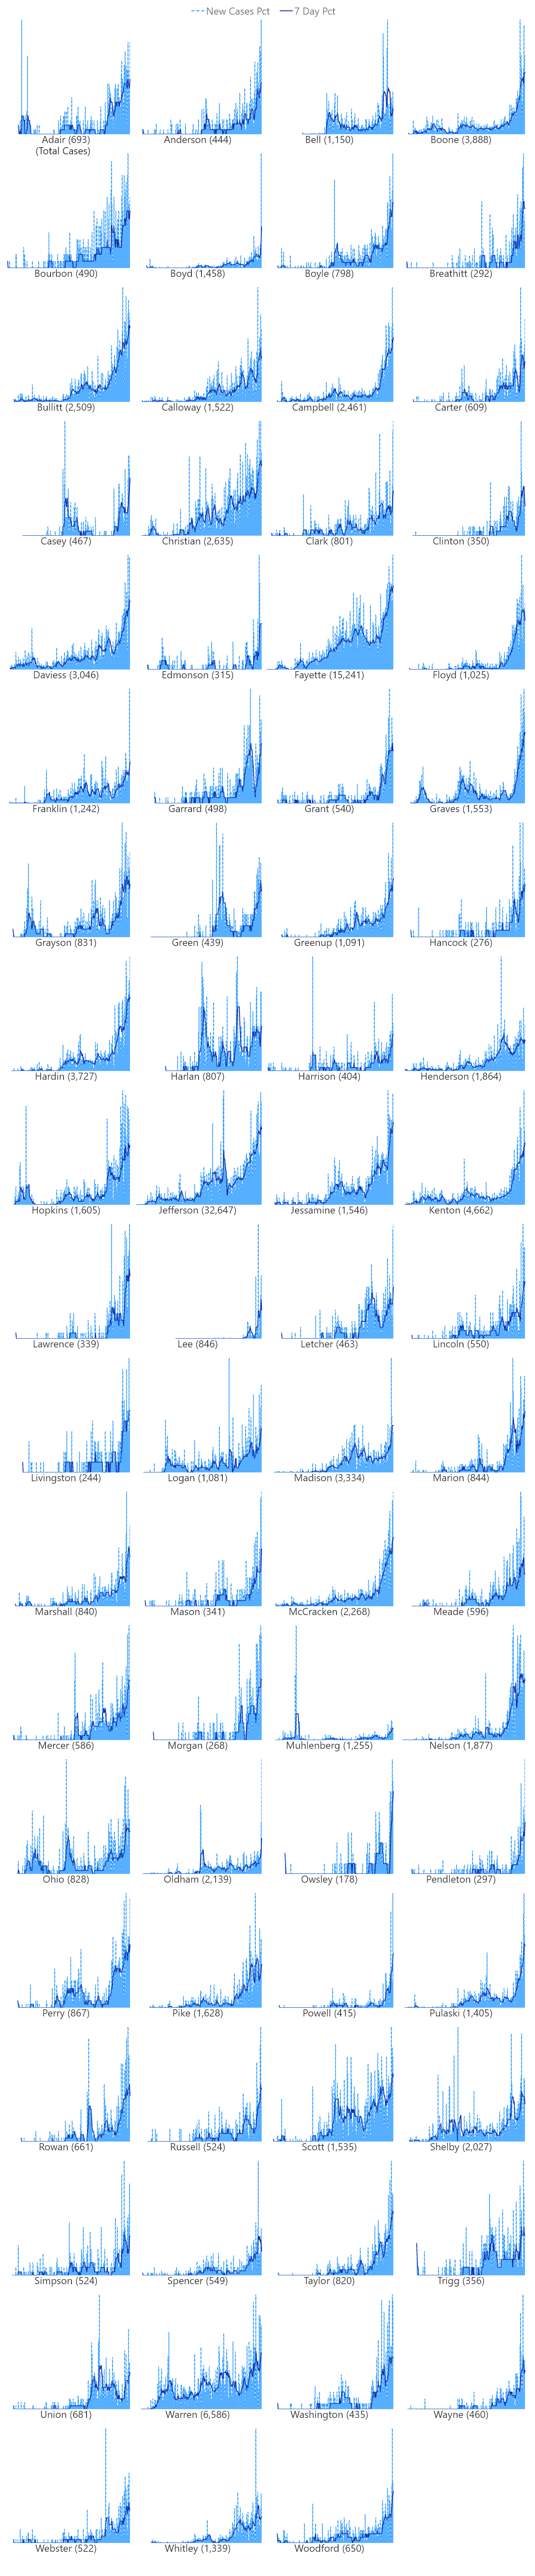 New Cases Pct 7 Day Pct
Adair (693) Anderson (444) Bell (1,150) Boone (3,888)
(Total Cases)
Bourbon (490) Boyd (1,458) Boyle (798) Breathitt (292)
Bullitt (2,509) Calloway (1,522) Campbell (2,461) Carter (609)
Casey (467) Christian (2,635) Clark (801) Clinton (350)
Daviess (3,046) Edmonson (315) Fayette (15,241) Floyd (1,025)
Franklin (1,242) Garrard (498) Grant (540) Graves (1,553)
Grayson (831) Green (439) Greenup (1,091) Hancock (276)
Hardin (3,727) Harlan (807) Harrison (404) Henderson (1,864)
Hopkins (1,605) Jefferson (32,647) Jessamine (1,546) Kenton (4,662)
Lawrence (339) Lee (846) Letcher (463) Lincoln (550)
Livingston (244) Logan (1,081) Madison (3,334) Marion (844)
Marshall (840) Mason (341) McCracken (2,268) Meade (596)
Mercer (586) Morgan (268) Muhlenberg (1,255) Nelson (1,877)
Ohio (828) Oldham (2,139) Owsley (178) Pendleton (297)
Perry (867) Pike (1,628) Powell (415) Pulaski (1,405)
Rowan (661) Russell (524) Scott (1,535) Shelby (2,027)
Simpson (524) Spencer (549) Taylor (820) Trigg (356)
Union (681) Warren (6,586) Washington (435) Wayne (460)
Webster (522) Whitley (1,339) Woodford (650)